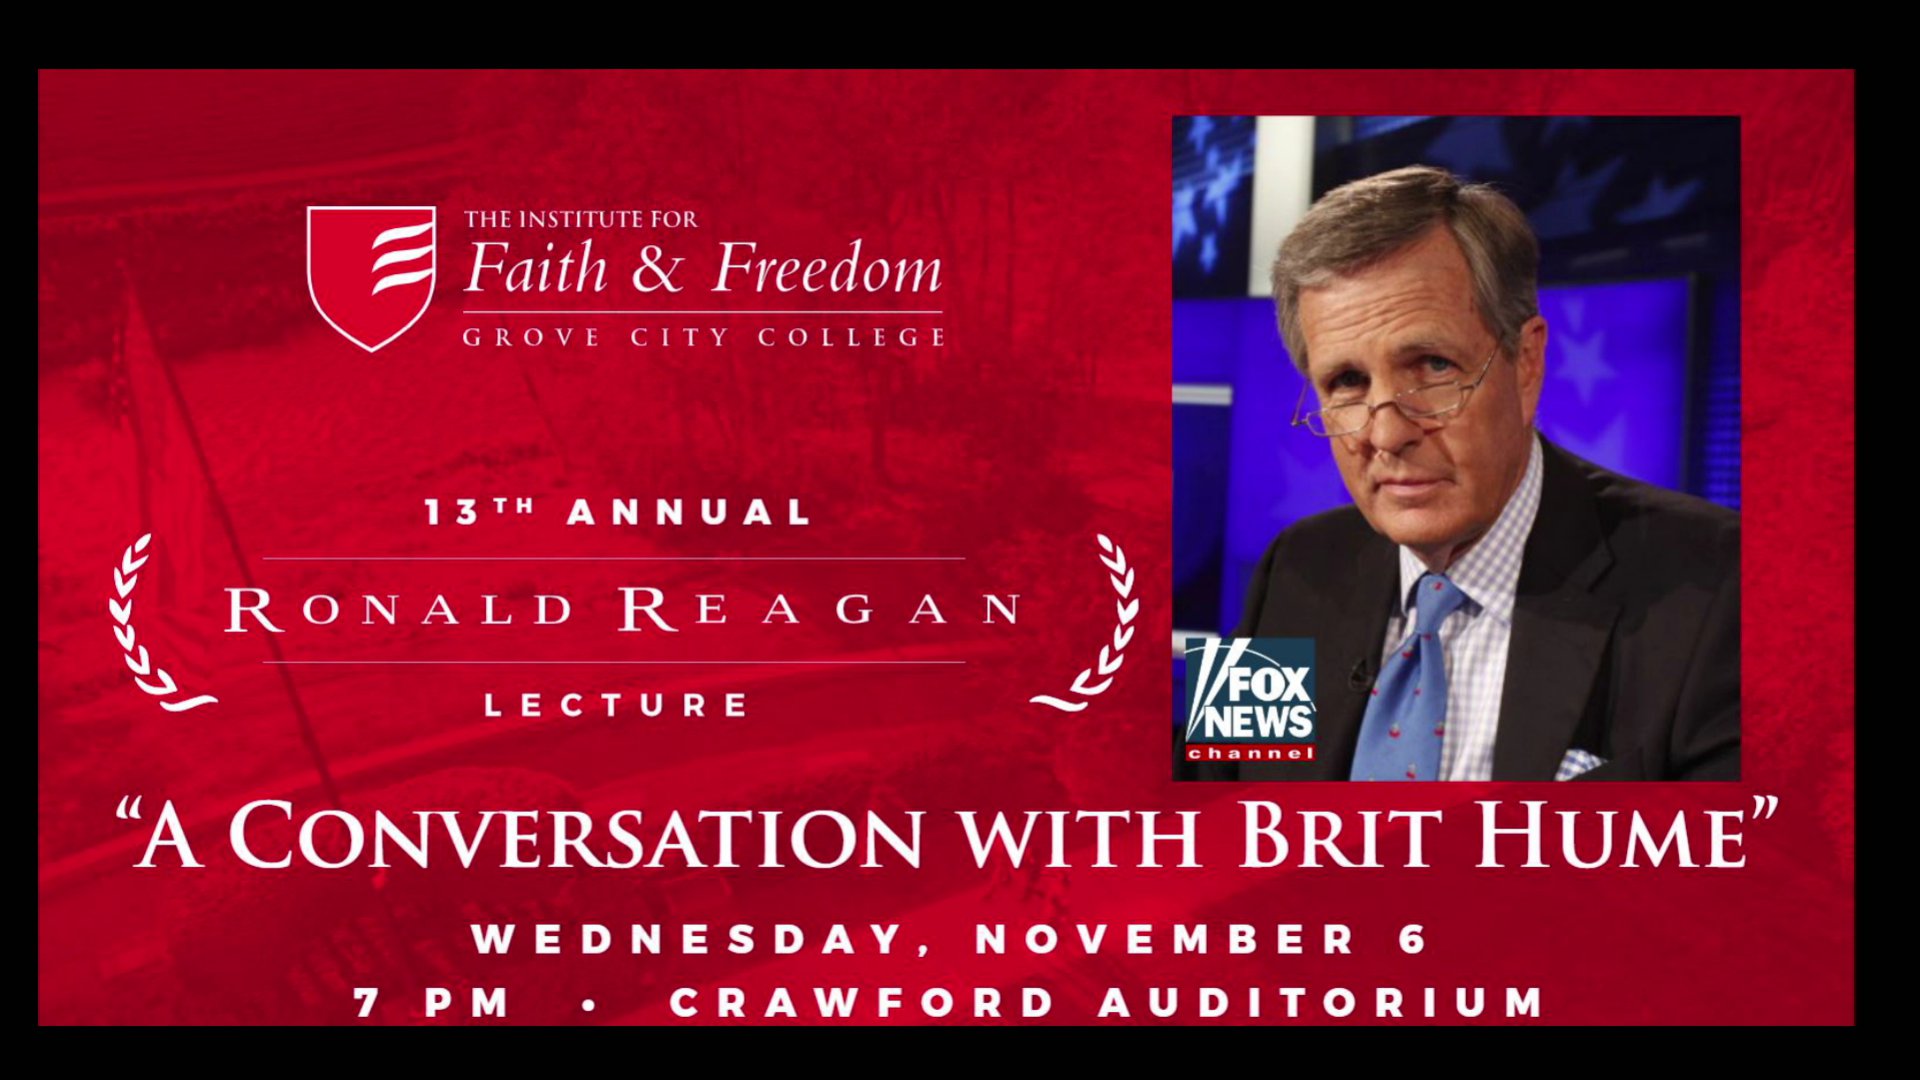 THE INSTITUTE FOR
Faith & Freedom
GROVE CITY COLLEGE
13TH ANNUAL
RONALD REAGAN
LECTURE
FOX
NEWS
channel
“A CONVERSATION WITH BRIT HUME”
WEDNESDAY, NOVEMBER 6
7 PM • CRAWFORD AUDITORIUM